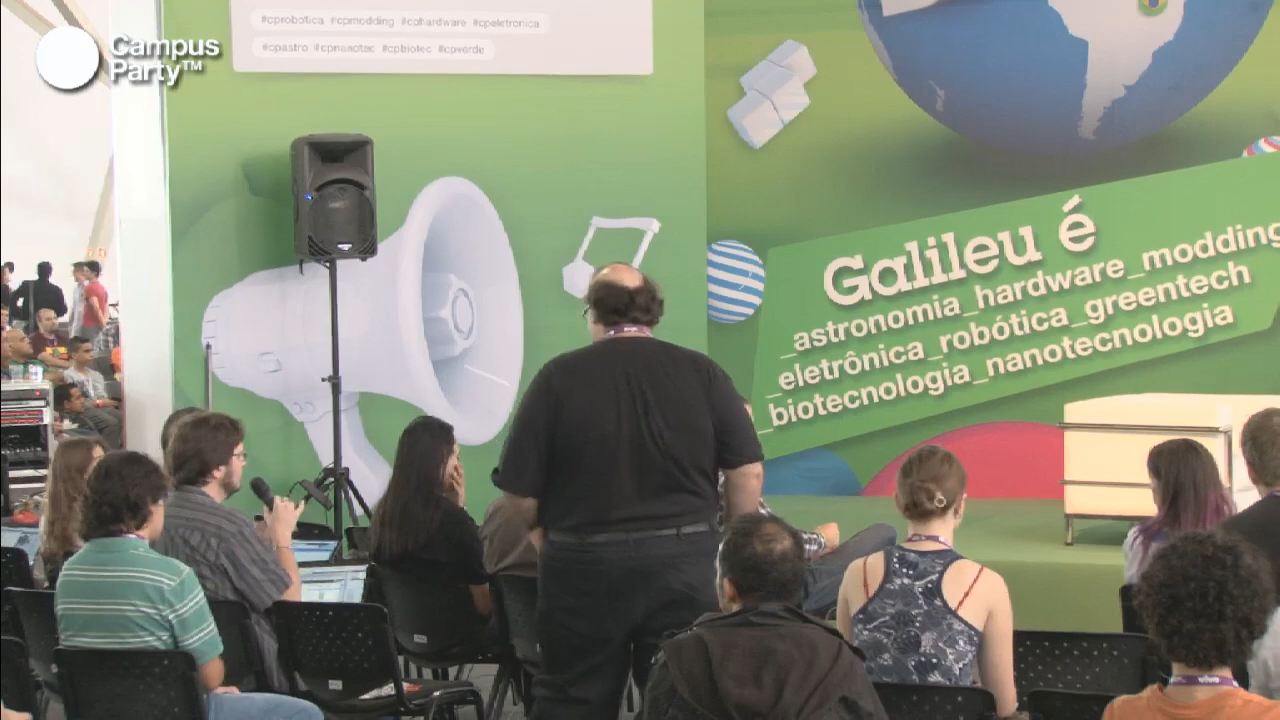 #cprobotica #cpmodding #cphardware #cpeletronica
#cpastro #cpnanotec #cpbiotec #cpverde
Campus
Party™
Galileu é
_astronomia_hardware_modding
_eletrônica_robótica_greentech
_biotecnologia_nanotecnologia